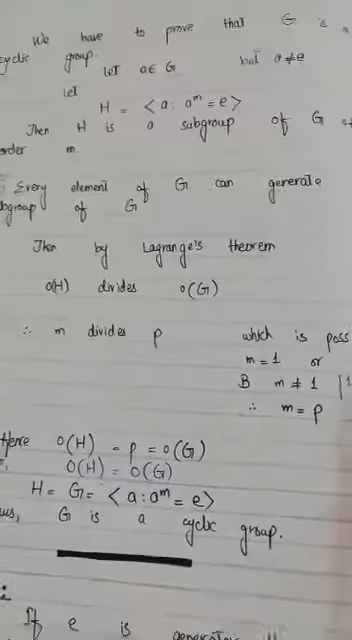 We have to prove that G is a
cyclic group.
Let a ∈ G but a ≠ e
Let
H = < a : aᵐ = e >
Then H is a subgroup of G of
order m.
Every element of G can generate
of G
Then by Lagrange's theorem
o(H) divides o(G)
∴ m divides p which is poss
m = 1 or
B m ≠ 1
∴ m = p
Here o(H) = p = o(G)
O(H) = O(G)
H = G = < a : aᵐ = e >
G is a cyclic group.
If e is